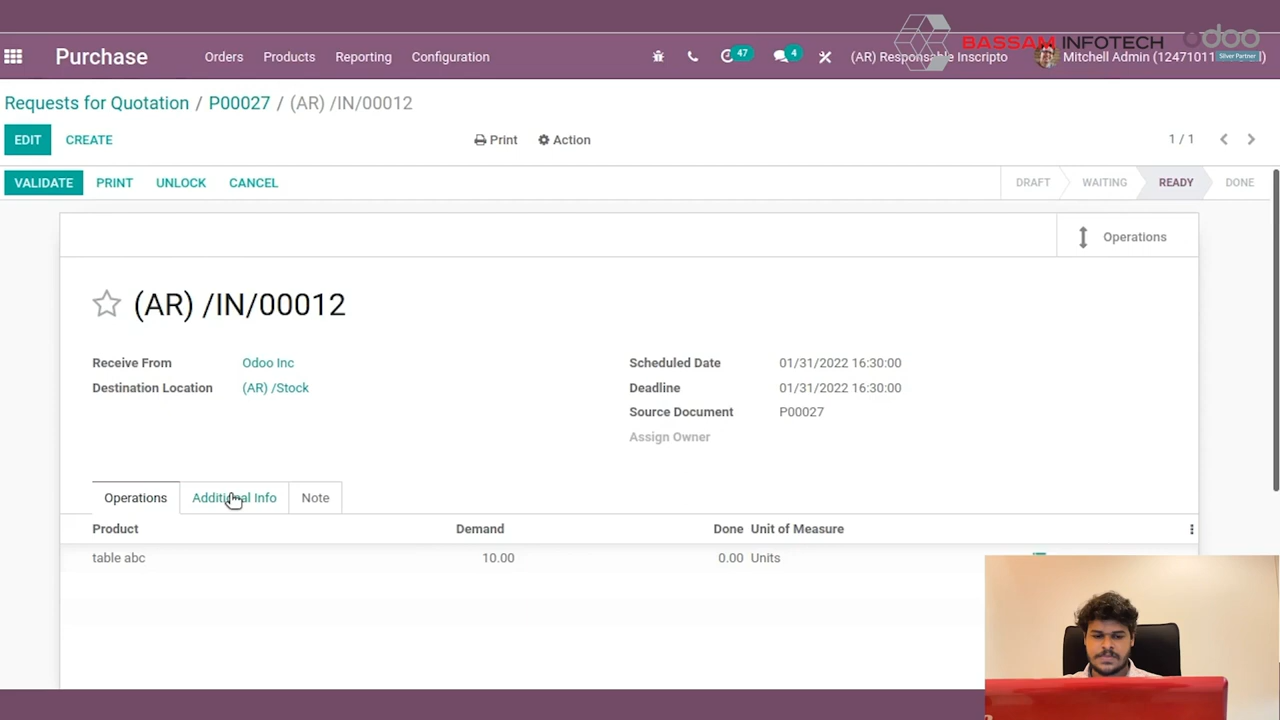 BASSAM INFOTECH
odoo
Silver Partner
Purchase Orders Products Reporting Configuration 47 4 (AR) Responsable Inscripto Mitchell Admin (12471011
Requests for Quotation / P00027 / (AR) /IN/00012
EDIT CREATE Print Action 1 / 1
VALIDATE PRINT UNLOCK CANCEL DRAFT WAITING READY DONE
Operations
(AR) /IN/00012
Receive From Odoo Inc Scheduled Date 01/31/2022 16:30:00
Destination Location (AR) /Stock Deadline 01/31/2022 16:30:00
Source Document P00027
Assign Owner
Operations Additional Info Note
Product Demand Done Unit of Measure
table abc 10.00 0.00 Units